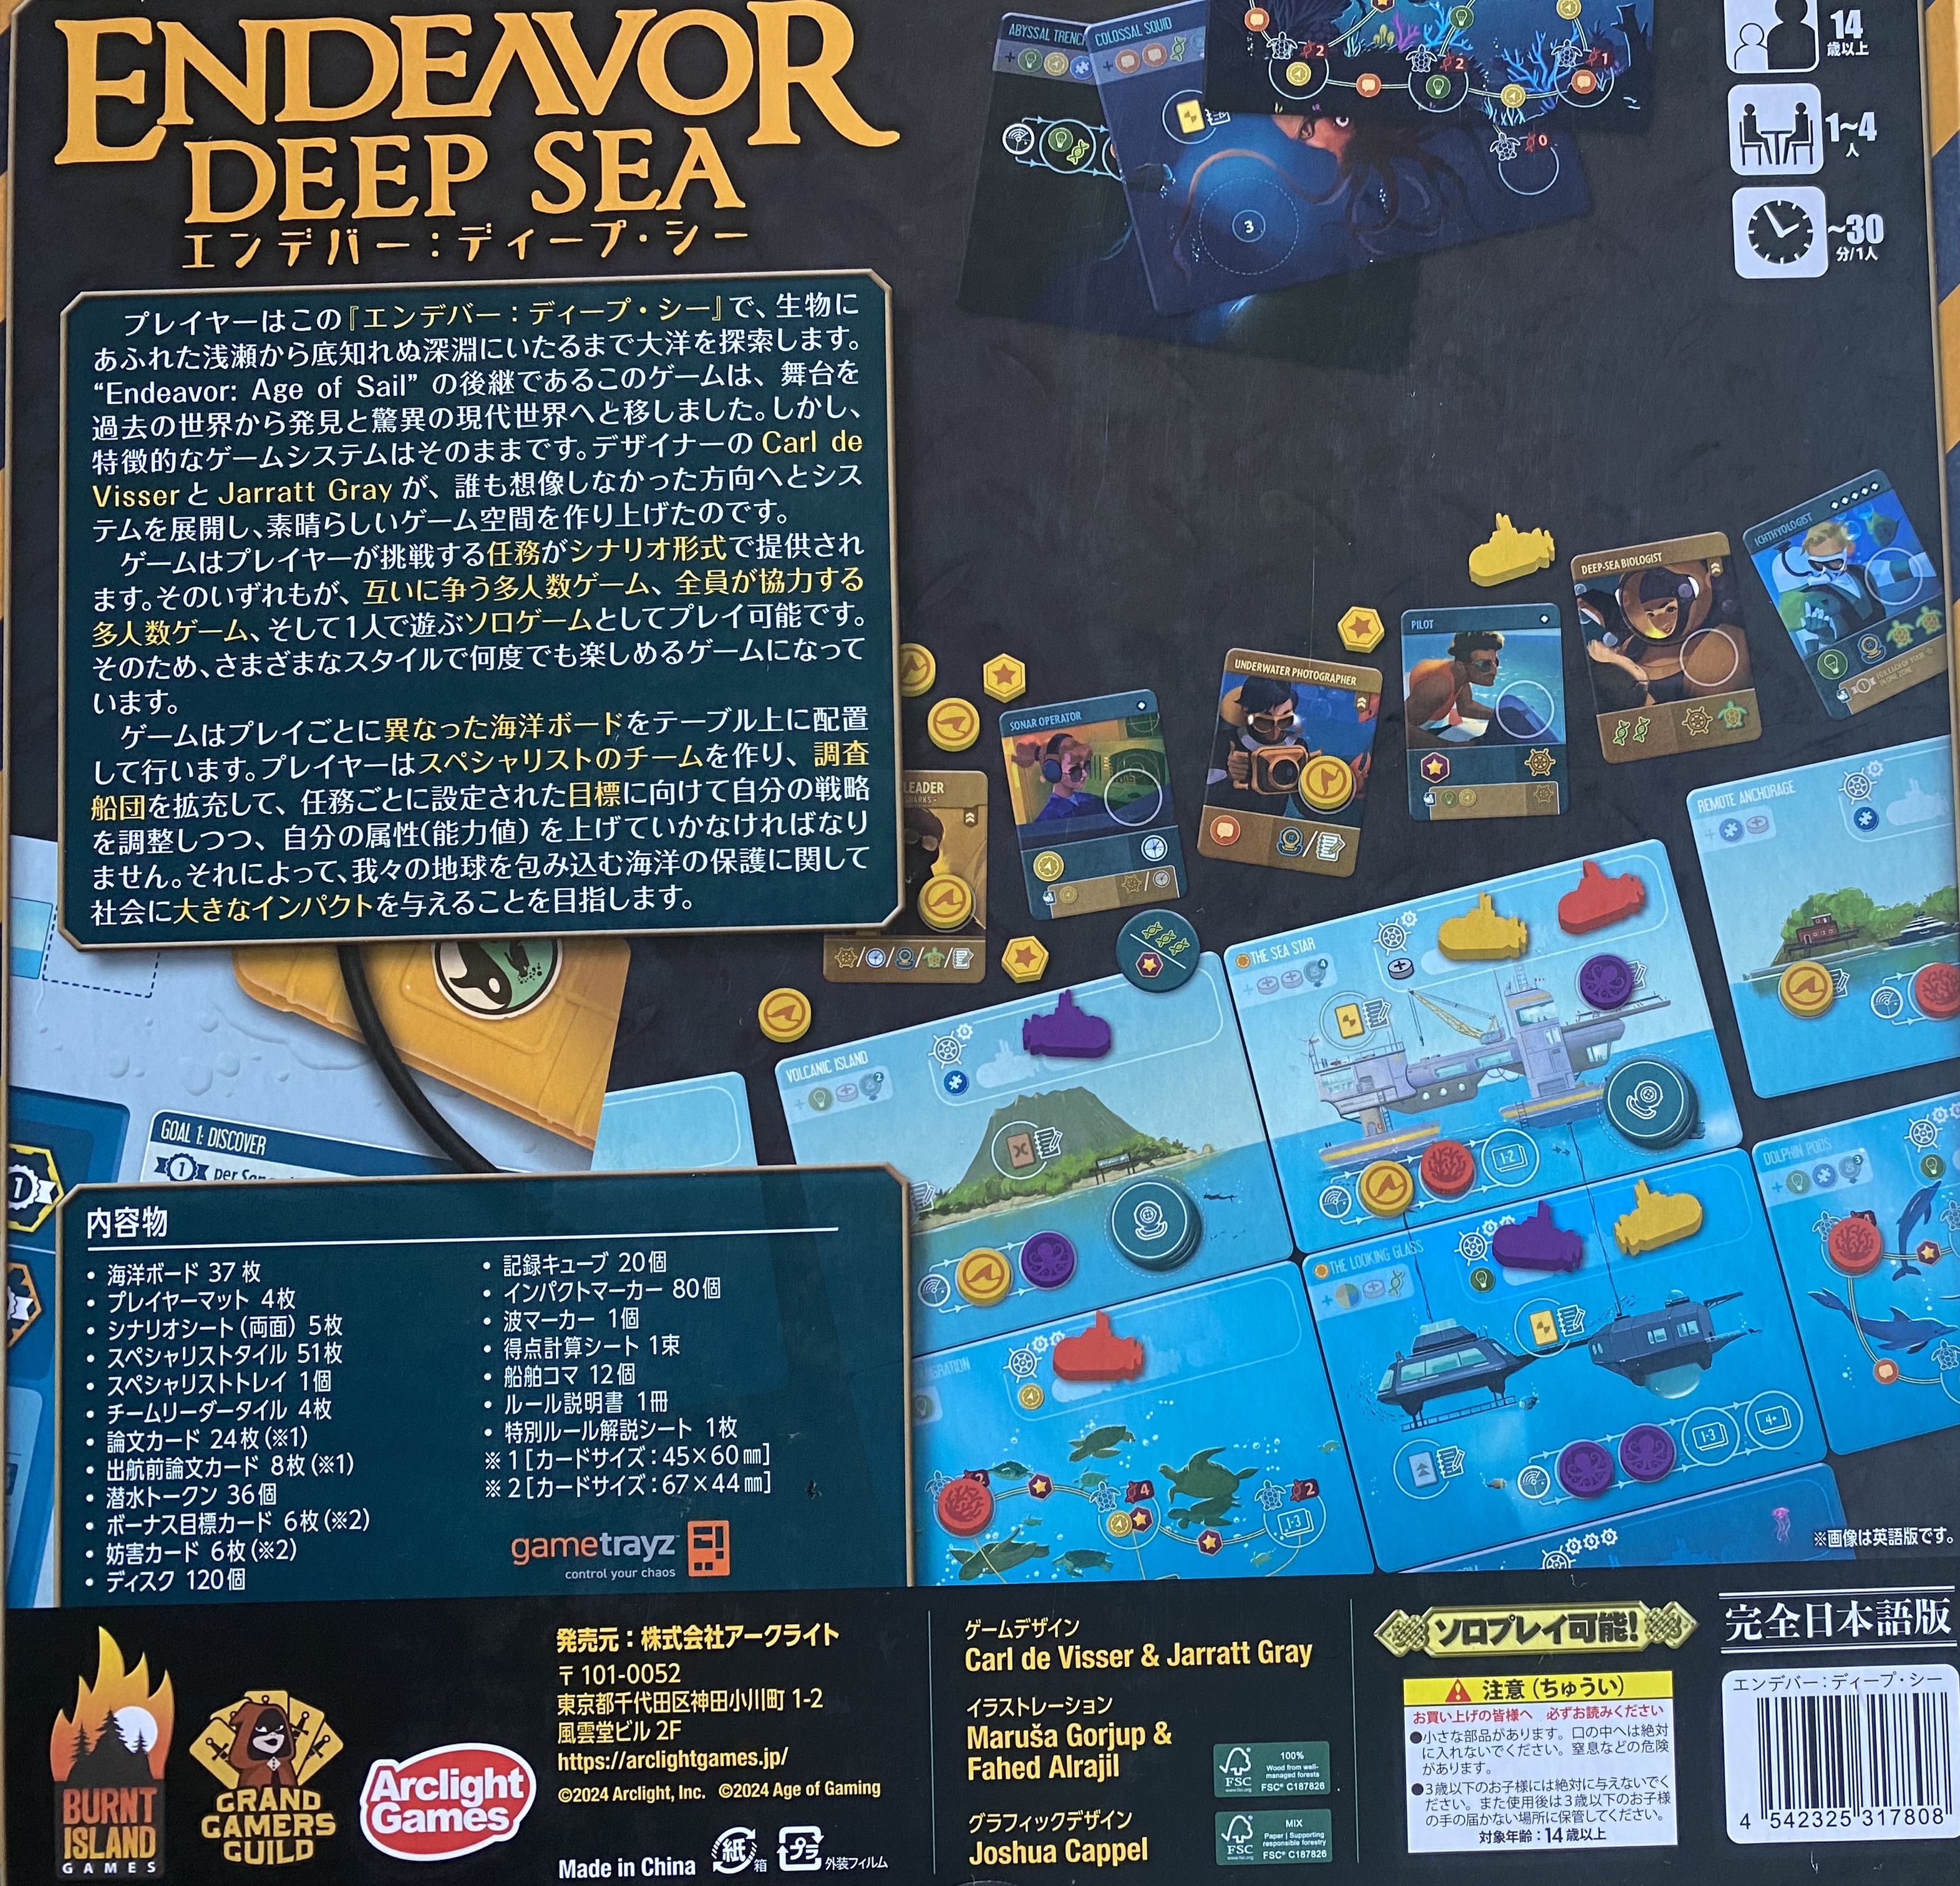 ENDEAVOR
DEEP SEA
エンデバー：ディープ・シー
プレイヤーはこの『エンデバー：ディープ・シー』で、生物に
あふれた浅瀬から底知れぬ深淵にいたるまで大洋を探索します。
“Endeavor: Age of Sail” の後継であるこのゲームは、舞台を
過去の世界から発見と驚異の現代世界へと移しました。しかし、
特徴的なゲームシステムはそのままです。デザイナーの Carl de
Visser と Jarratt Gray が、誰も想像しなかった方向へとシス
テムを展開し、素晴らしいゲーム空間を作り上げたのです。
ゲームはプレイヤーが挑戦する任務がシナリオ形式で提供され
ます。そのいずれもが、互いに争う多人数ゲーム、全員が協力する
多人数ゲーム、そして1人で遊ぶソロゲームとしてプレイ可能です。
そのため、さまざまなスタイルで何度でも楽しめるゲームになって
います。
ゲームはプレイごとに異なった海洋ボードをテーブル上に配置
して行います。プレイヤーはスペシャリストのチームを作り、調査
船団を拡充して、任務ごとに設定された目標に向けて自分の戦略
を調整しつつ、自分の属性(能力値) を上げていかなければなり
ません。それによって、我々の地球を包み込む海洋の保護に関して
社会に大きなインパクトを与えることを目指します。
ABYSSAL TRENCH
COLOSSAL SQUID
2
2
1
0
3
14
歳以上
1~4
人
~30
分/1人
LEADER
SONAR OPERATOR
UNDERWATER PHOTOGRAPHER
PILOT
DEEP-SEA BIOLOGIST
ICHTHYOLOGIST
REMOTE ANCHORAGE
THE SEA STAR
VOLCANIC ISLAND
1-2
DOLPHIN PODS
THE LOOKING GLASS
MIGRATION
1-3
4+
4
2
1-3
GOAL 1: DISCOVER
1
1
内容物
• 海洋ボード 37枚
• プレイヤーマット 4枚
• シナリオシート(両面) 5枚
• スペシャリストタイル 51枚
• スペシャリストトレイ 1個
• チームリーダータイル 4枚
• 論文カード 24枚(※1)
• 出航前論文カード 8枚(※1)
• 潜水トークン 36個
• ボーナス目標カード 6枚(※2)
• 妨害カード 6枚(※2)
• ディスク 120個
• 記録キューブ 20個
• インパクトマーカー 80個
• 波マーカー 1個
• 得点計算シート 1束
• 船舶コマ 12個
• ルール説明書 1冊
• 特別ルール解説シート 1枚
※1[カードサイズ：45×60㎜]
※2[カードサイズ：67×44㎜]
gametrayz
control your chaos
※画像は英語版です。
BURNT
ISLAND
GAMES
GRAND
GAMERS
GUILD
Arclight
Games
発売元：株式会社アークライト
〒101-0052
東京都千代田区神田小川町 1-2
風雲堂ビル 2F
https://arclightgames.jp/
©2024 Arclight, Inc. ©2024 Age of Gaming
Made in China
紙
箱
プラ
外装フィルム
ゲームデザイン
Carl de Visser & Jarratt Gray
イラストレーション
Maruša Gorjup &
Fahed Alrajil
グラフィックデザイン
Joshua Cappel
FSC
100%
Wood from well-
managed forests
FSC® C187826
FSC
MIX
Paper | Supporting
responsible forestry
FSC® C187826
ソロプレイ可能!
注意(ちゅうい)
お買い上げの皆様へ 必ずお読みください
●小さな部品があります。口の中へは絶対
に入れないでください。窒息などの危険
があります。
●3歳以下のお子様には絶対に与えないでく
ださい。また使用後は3歳以下のお子様
の手の届かない場所に保管してください。
対象年齢：14歳以上
完全日本語版
エンデバー：ディープ・シー
4 542325 317808